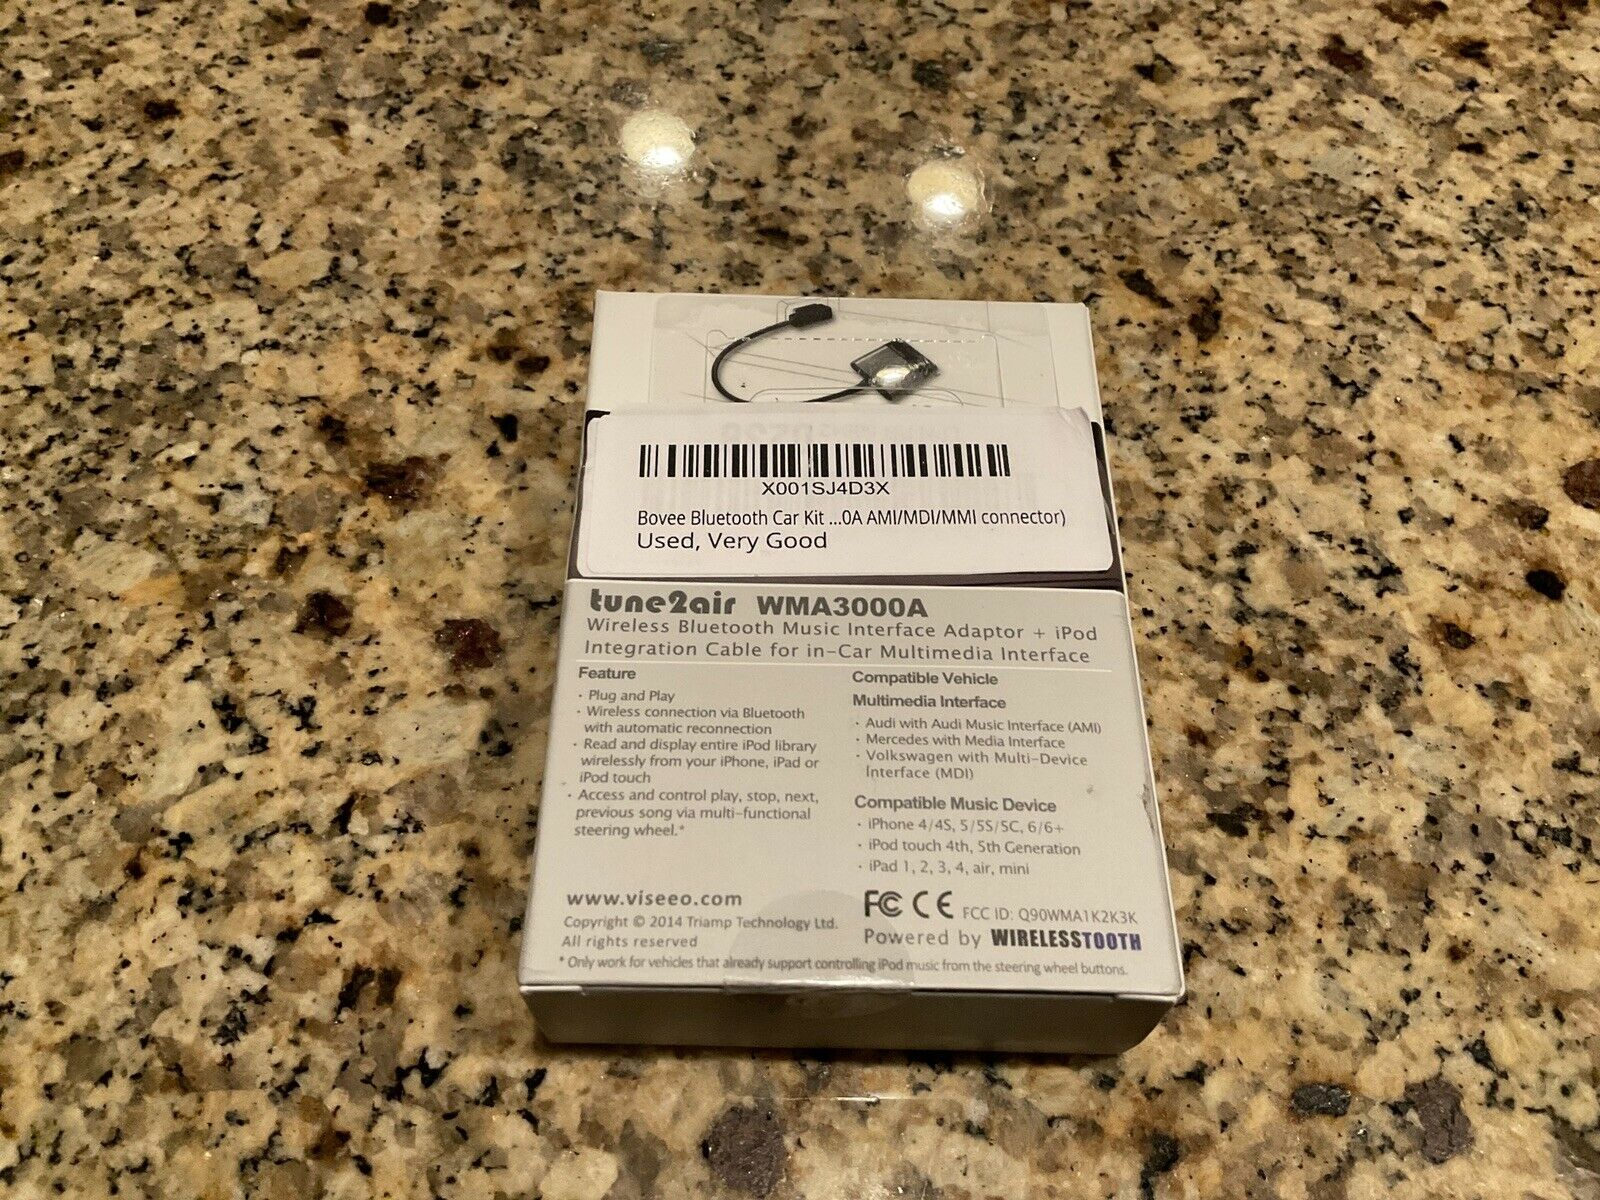 X001SJ4D3X
Bovee Bluetooth Car Kit ...0A AMI/MDI/MMI connector)
Used, Very Good
tune2air WMA3000A
Wireless Bluetooth Music Interface Adaptor + iPod
Integration Cable for in-Car Multimedia Interface
Feature
· Plug and Play
· Wireless connection via Bluetooth
with automatic reconnection
· Read and display entire iPod library
wirelessly from your iPhone, iPad or
iPod touch
· Access and control play, stop, next,
previous song via multi-functional
steering wheel.*
Compatible Vehicle
Multimedia Interface
· Audi with Audi Music Interface (AMI)
· Mercedes with Media Interface
· Volkswagen with Multi-Device
Interface (MDI)
Compatible Music Device
· iPhone 4/4S, 5/5S/5C, 6/6+
· iPod touch 4th, 5th Generation
· iPad 1, 2, 3, 4, air, mini
www.viseeo.com
Copyright © 2014 Triamp Technology Ltd.
All rights reserved
FC CE FCC ID: Q90WMA1K2K3K
Powered by WIRELESSTOOTH
* Only work for vehicles that already support controlling iPod music from the steering wheel buttons.